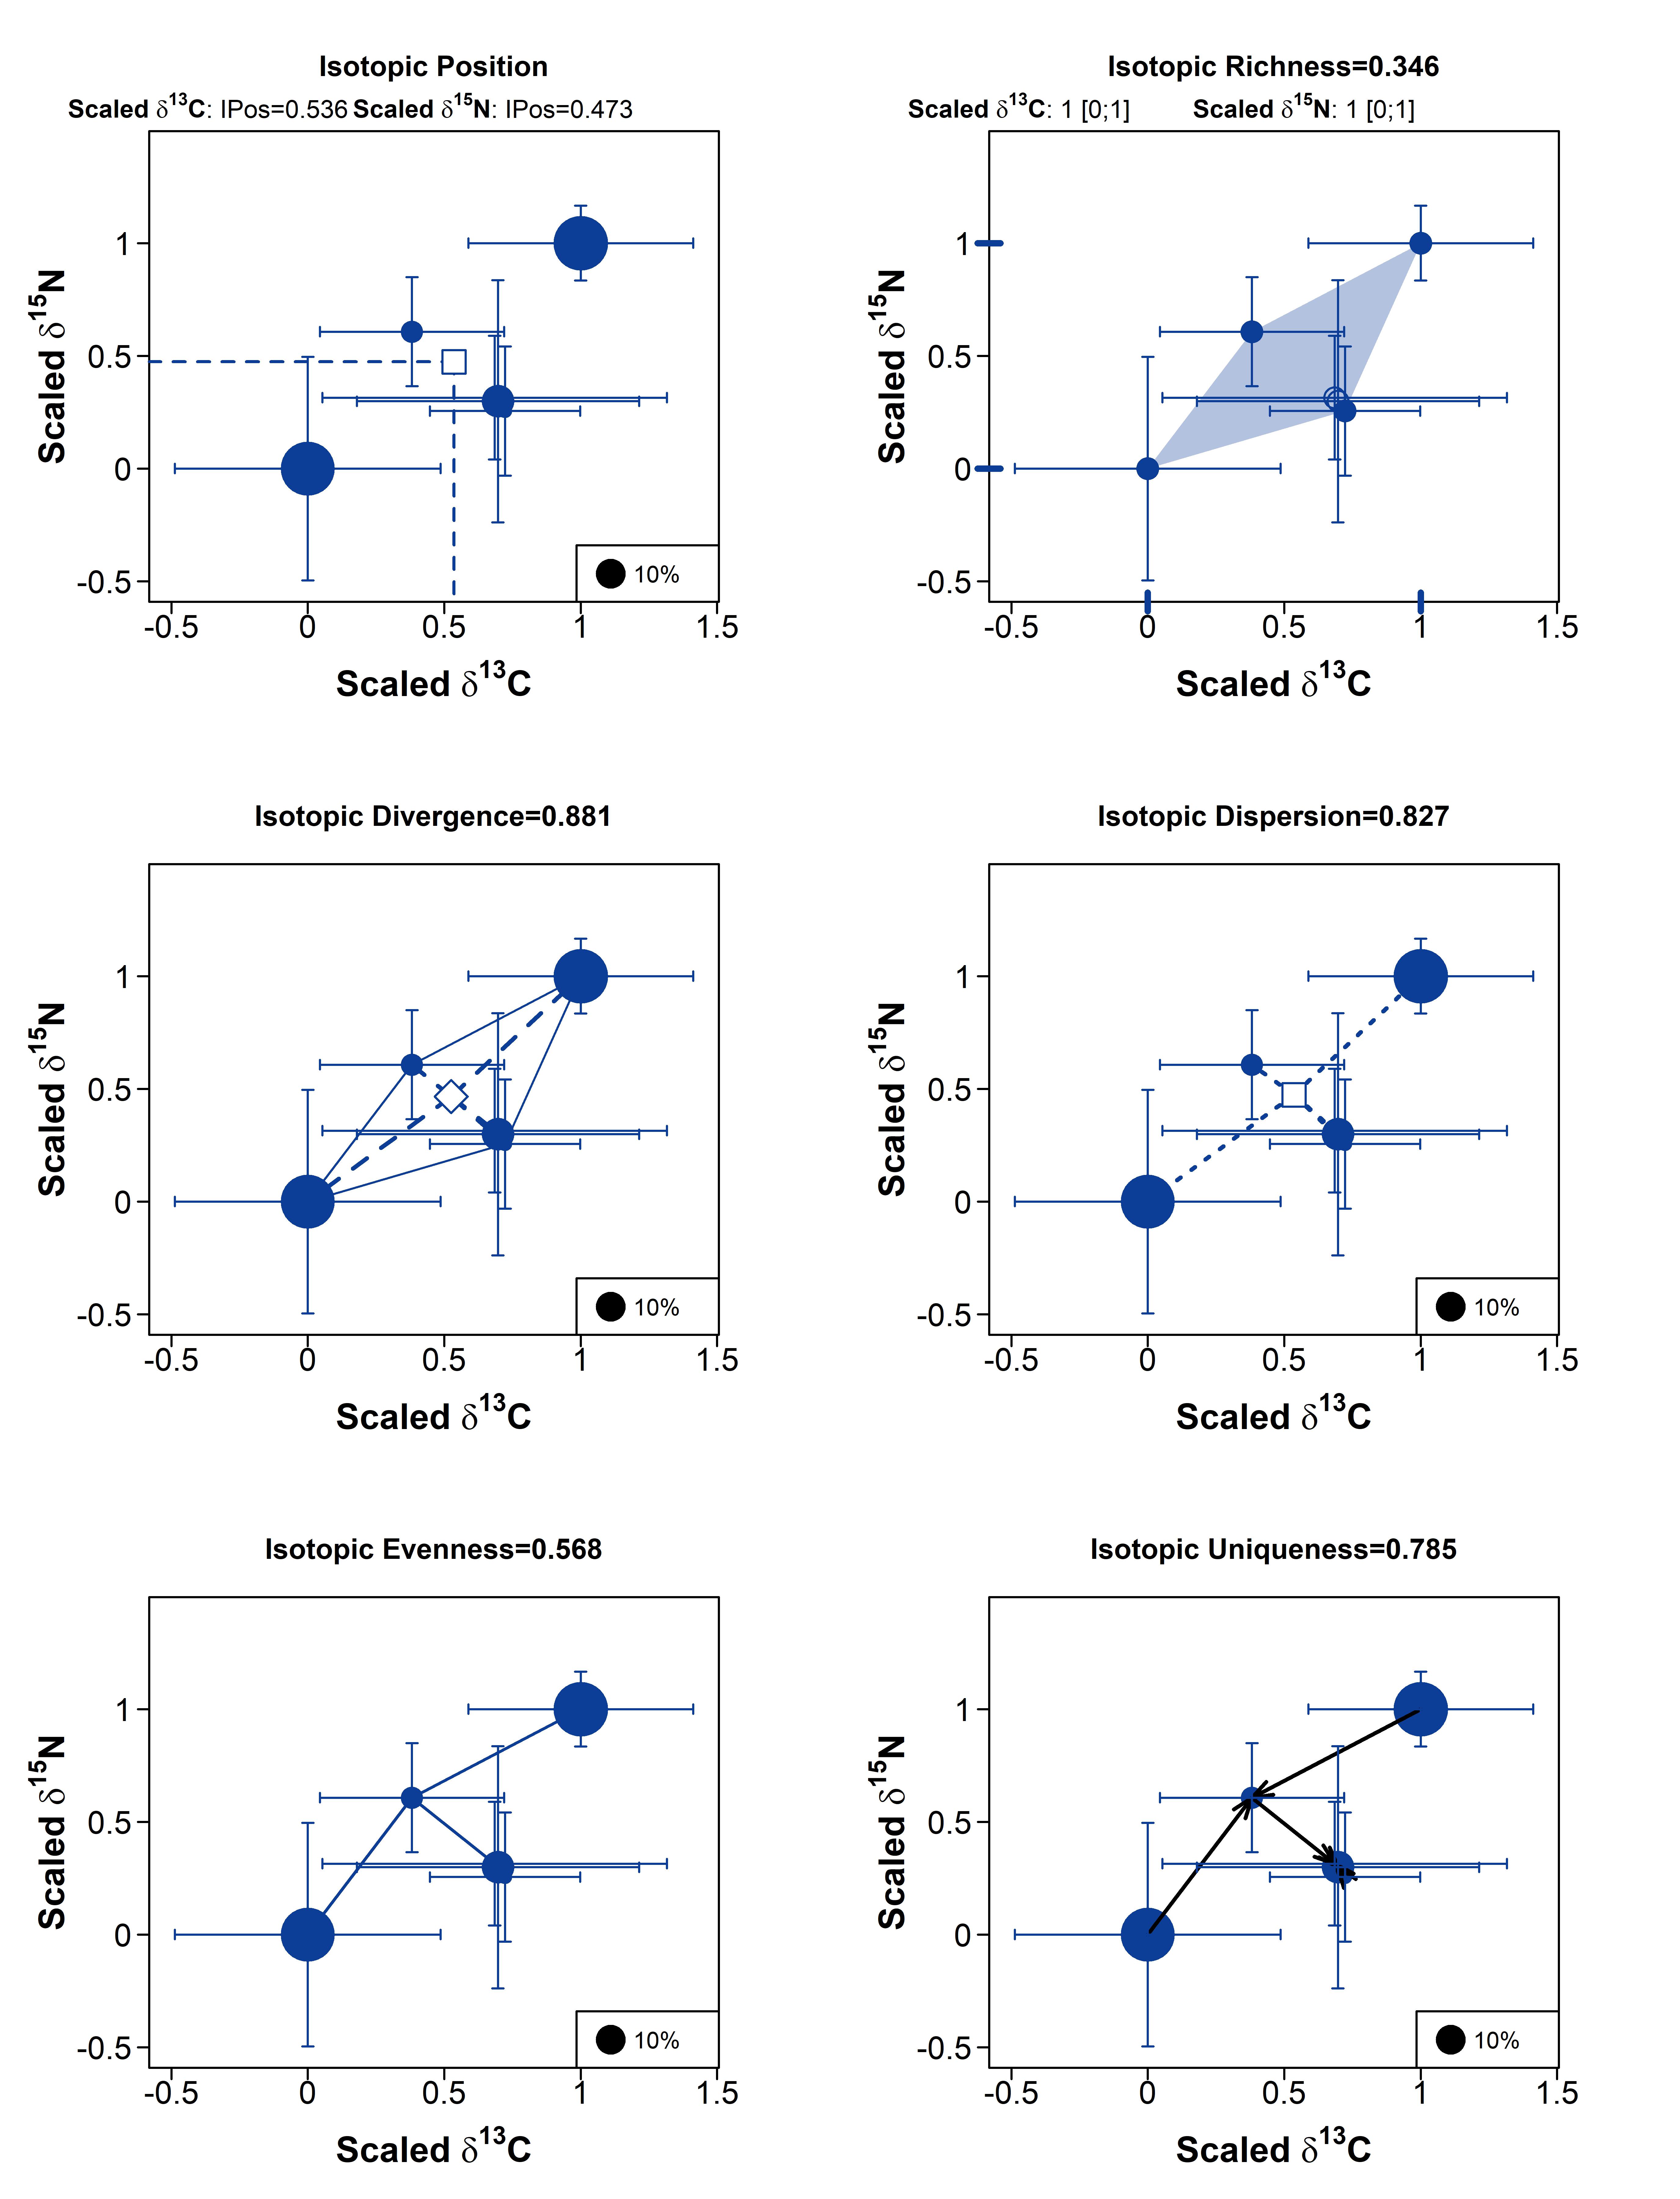 Isotopic Position
Scaled δ13C: IPos=0.536 Scaled δ15N: IPos=0.473
Scaled δ15N
1
0.5
0
-0.5
10%
-0.5 0 0.5 1 1.5
Scaled δ13C
Isotopic Richness=0.346
Scaled δ13C: 1 [0;1] Scaled δ15N: 1 [0;1]
Scaled δ15N
1
0.5
0
-0.5
-0.5 0 0.5 1 1.5
Scaled δ13C
Isotopic Divergence=0.881
Scaled δ15N
1
0.5
0
-0.5
10%
-0.5 0 0.5 1 1.5
Scaled δ13C
Isotopic Dispersion=0.827
Scaled δ15N
1
0.5
0
-0.5
10%
-0.5 0 0.5 1 1.5
Scaled δ13C
Isotopic Evenness=0.568
Scaled δ15N
1
0.5
0
-0.5
10%
-0.5 0 0.5 1 1.5
Scaled δ13C
Isotopic Uniqueness=0.785
Scaled δ15N
1
0.5
0
-0.5
10%
-0.5 0 0.5 1 1.5
Scaled δ13C